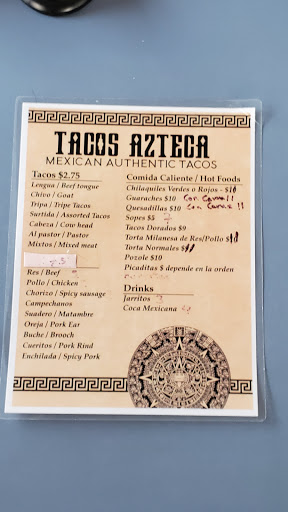 TACOS AZTECA
MEXICAN AUTHENTIC TACOS
Tacos $2.75
Lengua / Beef tongue
Chivo / Goat
Tripa / Tripe Tacos
Surtida / Assorted Tacos
Cabeza / Cow head
Al pastor / Pastor
Mixtos / Mixed meat
Res / Beef
Pollo / Chicken
Chorizo / Spicy sausage
Campechanos
Suadero / Matambre
Oreja / Pork Ear
Buche / Brooch
Cueritos / Pork Rind
Enchilada / Spicy Pork
Comida Caliente / Hot Foods
Chilaquiles Verdes o Rojos - $10
Guaraches $10 Con Carne!!
Quesadillas $10 Con Carne!!
Sopes 7
Tacos Dorados $9
Torta Milanesa de Res/Pollo
Torta Normales
Pozole $10
Picaditas $ depende en la orden
Drinks
Jarritos 3
Coca Mexicana